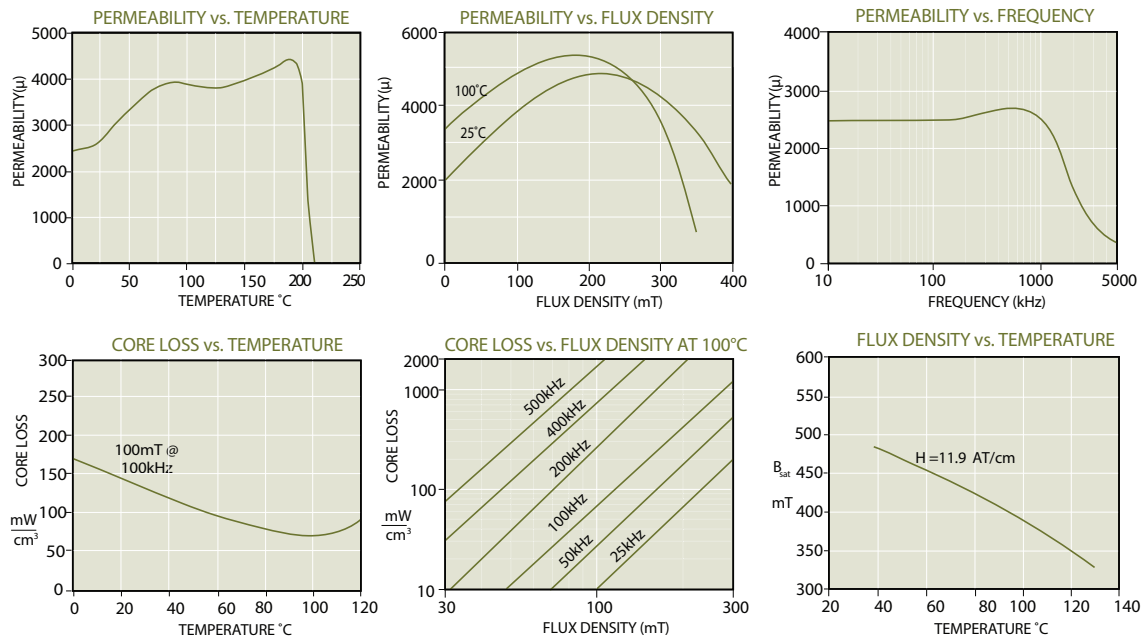 PERMEABILITY vs. TEMPERATURE
5000
4000
3000
2000
1000
0
PERMEABILITY(µ)
0 50 100 150 200 250
TEMPERATURE ˚C
PERMEABILITY vs. FLUX DENSITY
6000
4000
2000
0
PERMEABILITY(µ)
100˚C
25˚C
0 100 200 300 400
FLUX DENSITY (mT)
PERMEABILITY vs. FREQUENCY
4000
3000
2000
1000
0
PERMEABILITY(µ)
10 100 1000 5000
FREQUENCY (kHz)
CORE LOSS vs. TEMPERATURE
300
250
200
150
100
50
0
CORE LOSS
mW
cm³
100mT @
100kHz
0 20 40 60 80 100 120
TEMPERATURE ˚C
CORE LOSS vs. FLUX DENSITY AT 100°C
2000
1000
100
10
CORE LOSS
mW
cm³
500kHz
400kHz
200kHz
100kHz
50kHz
25kHz
30 100 300
FLUX DENSITY (mT)
FLUX DENSITY vs. TEMPERATURE
600
500
450
400
350
300
Bsat
mT
H =11.9 AT/cm
20 40 60 80 100 120 140
TEMPERATURE ˚C